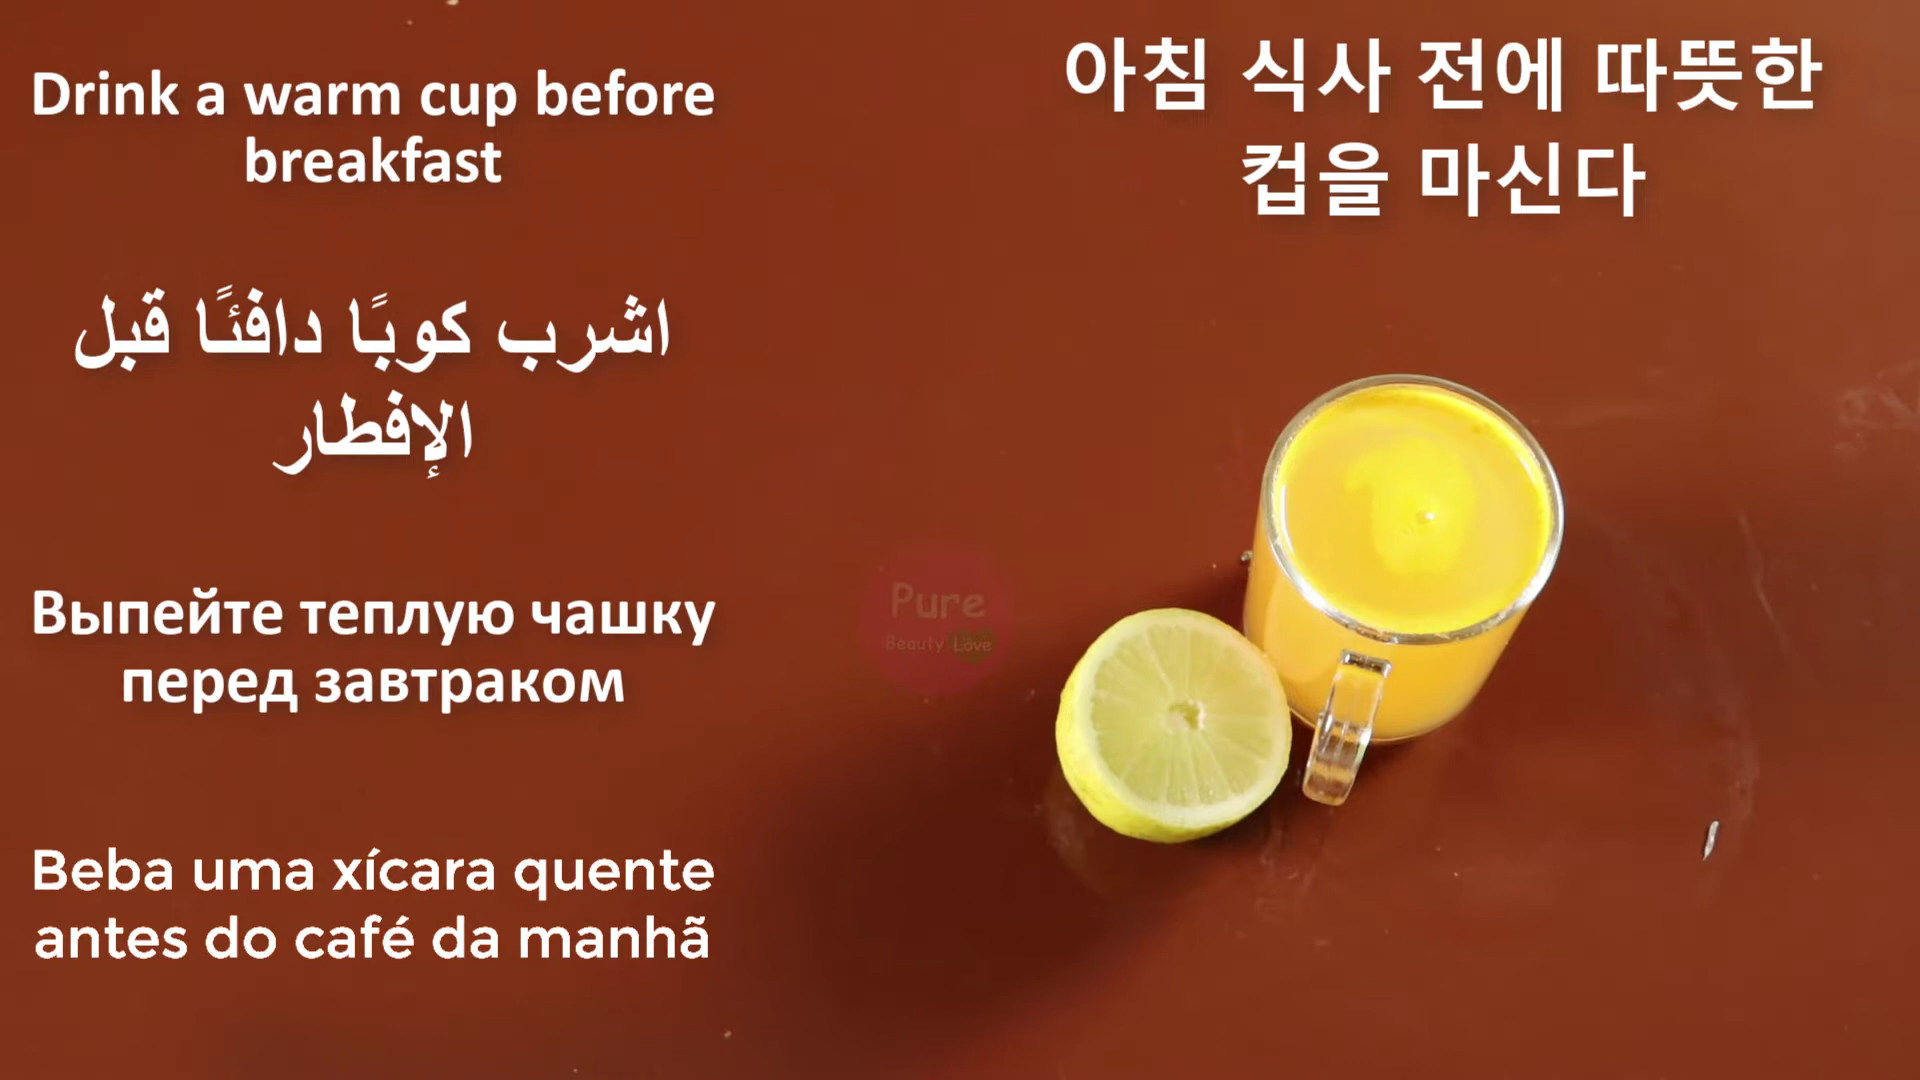 Drink a warm cup before
breakfast
اشرب كوبًا دافئًا قبل
الإفطار
Выпейте теплую чашку
перед завтраком
Beba uma xícara quente
antes do café da manhã
아침 식사 전에 따뜻한
컵을 마신다
Pure
Beauty Love